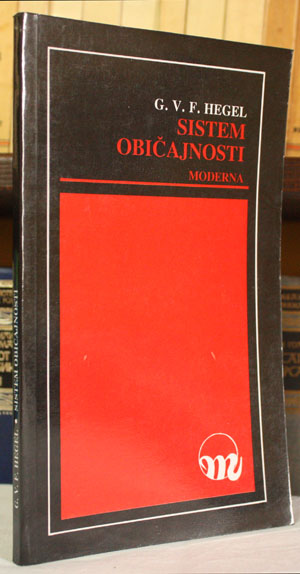 G. V. F. HEGEL
SISTEM
OBIČAJNOSTI
MODERNA
m
G. V. F. HEGEL • SISTEM OBIČAJNOSTI